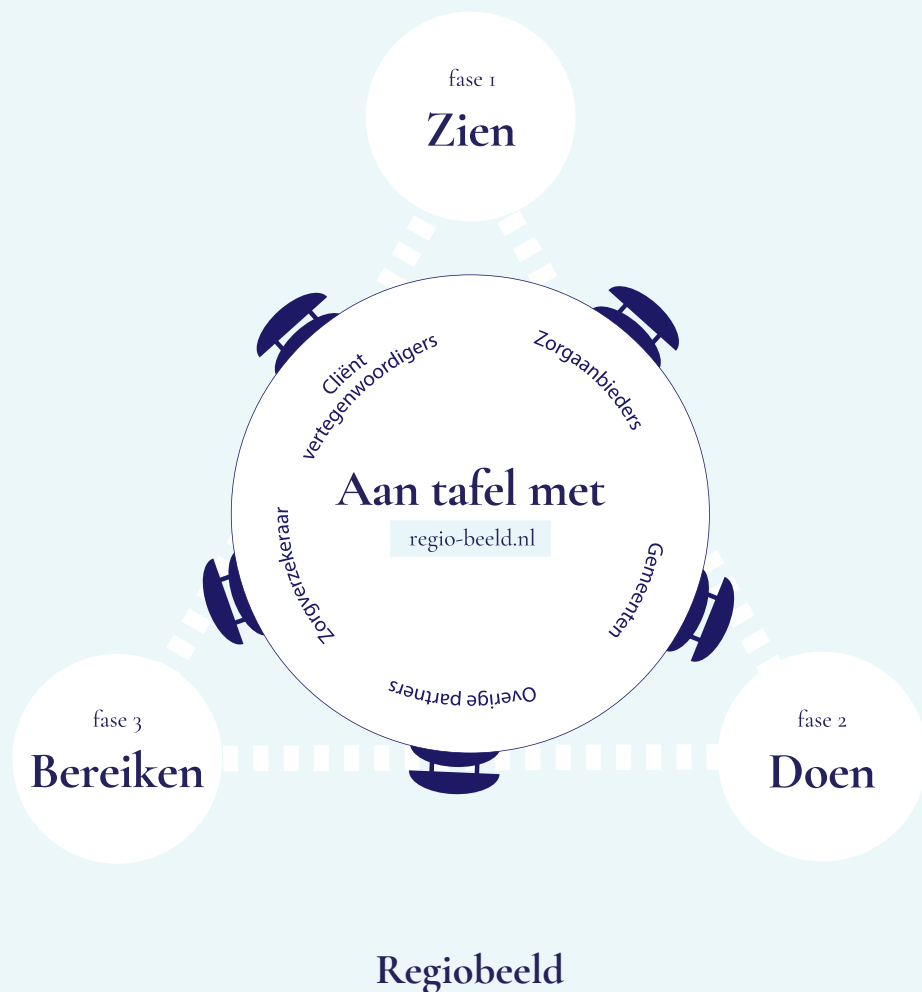 fase 1
Zien
Cliënt
vertegenwoordigers
Zorgaanbieders
Aan tafel met
regio-beeld.nl
Zorgverzekeraar
Gemeenten
Overige partners
fase 3
Bereiken
fase 2
Doen
Regiobeeld